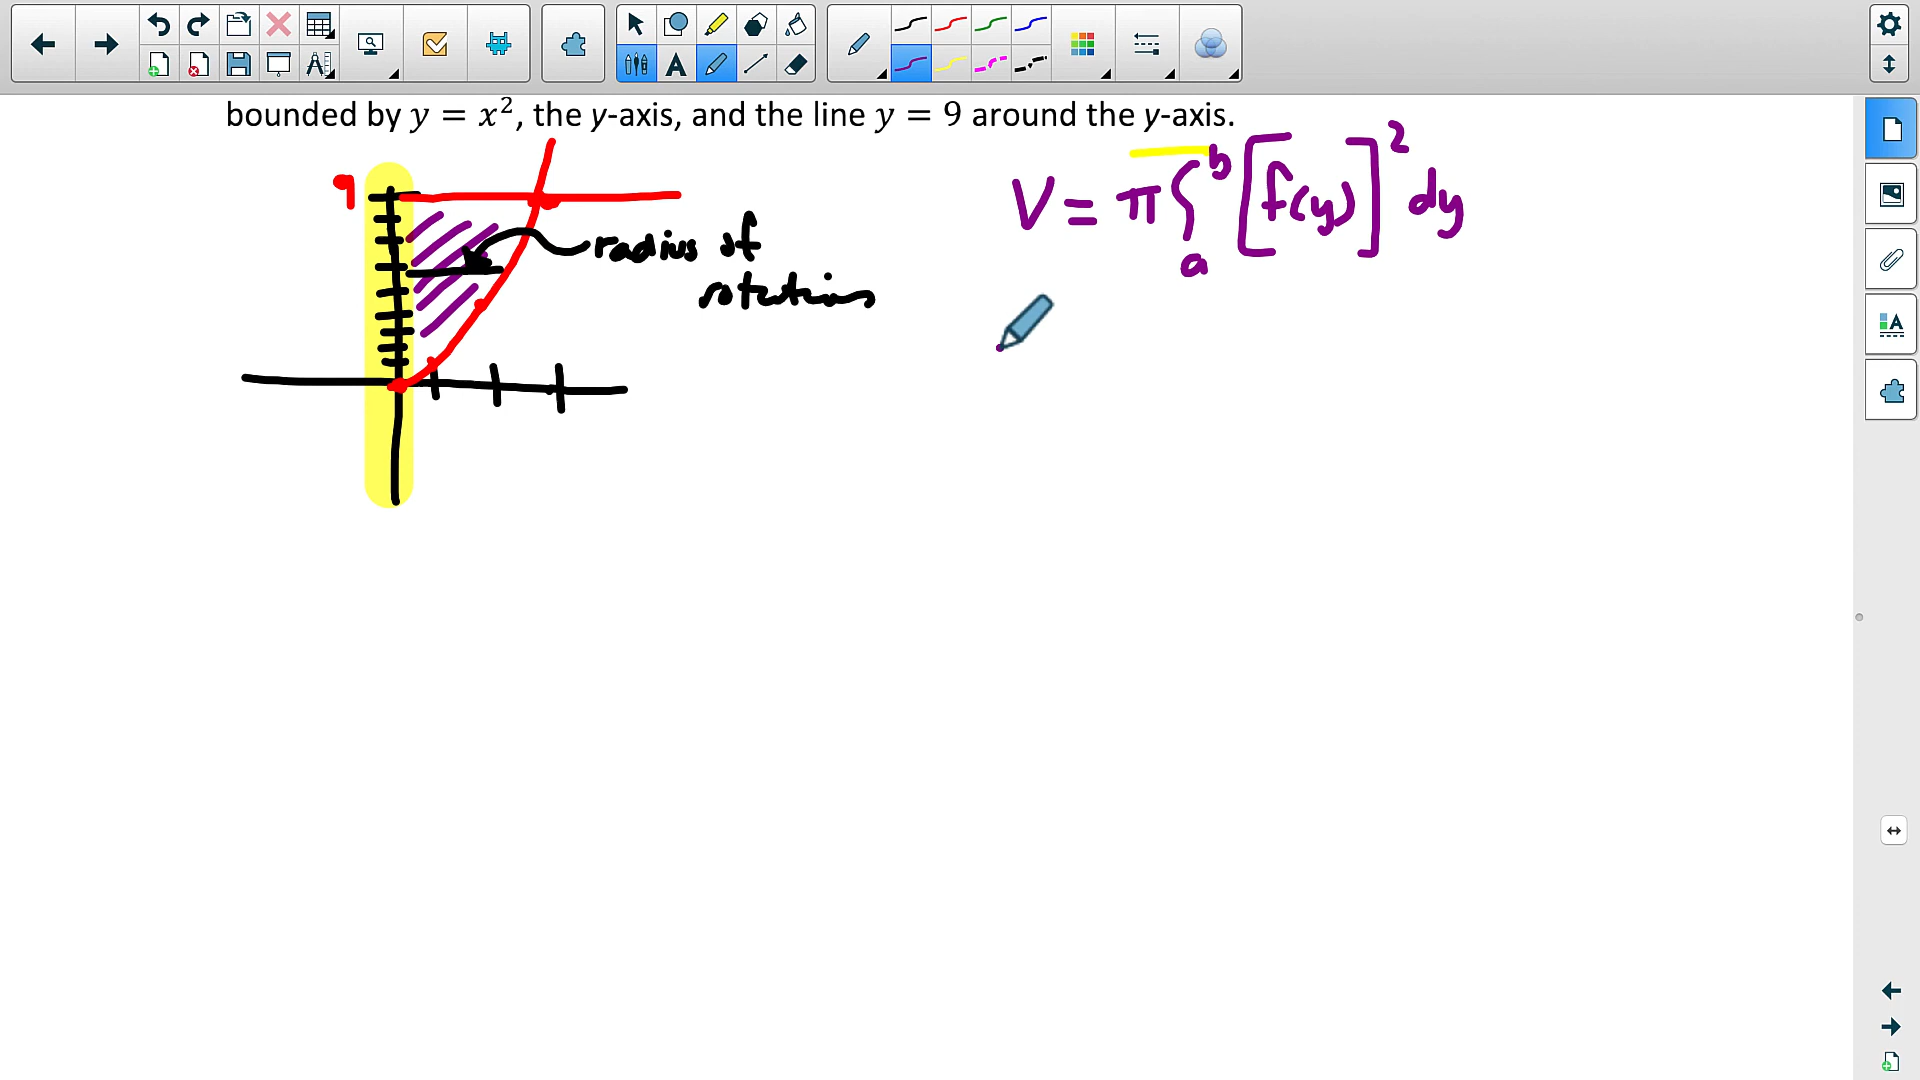 bounded by y = x², the y-axis, and the line y = 9 around the y-axis.
9
radius of
rotation
V = π∫ₐᵇ [f(y)]² dy